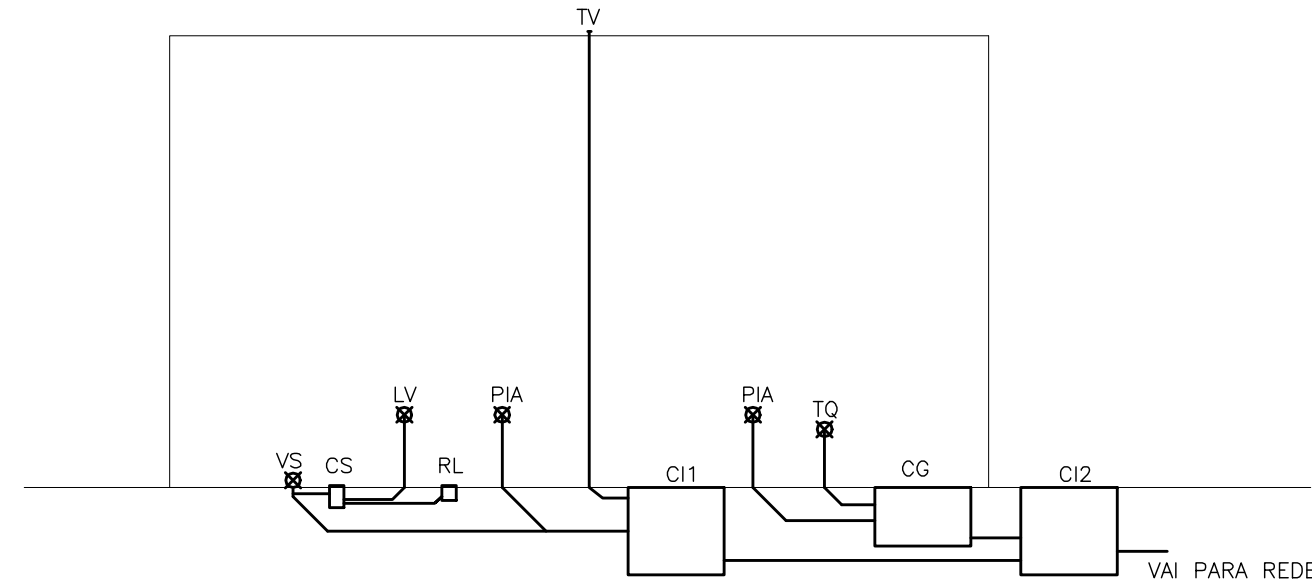 TV
LV
PIA
PIA
TQ
VS
CS
RL
CI1
CG
CI2
VAI PARA REDE